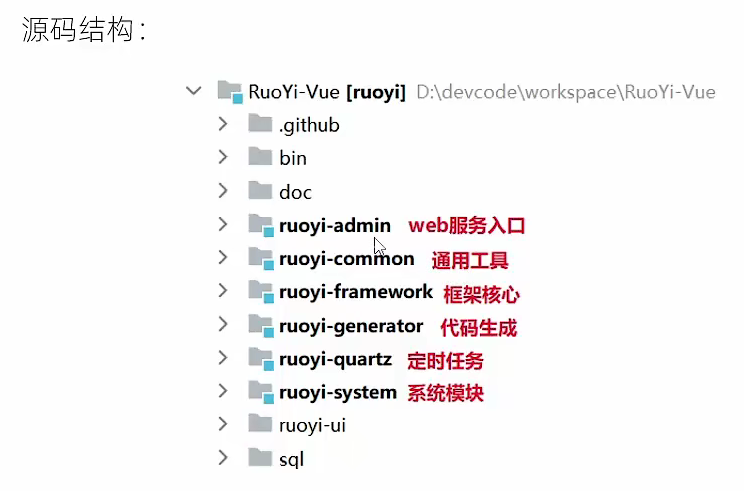 源码结构：
RuoYi-Vue [ruoyi] D:\devcode\workspace\RuoYi-Vue
.github
bin
doc
ruoyi-admin web服务入口
ruoyi-common 通用工具
ruoyi-framework 框架核心
ruoyi-generator 代码生成
ruoyi-quartz 定时任务
ruoyi-system 系统模块
ruoyi-ui
sql